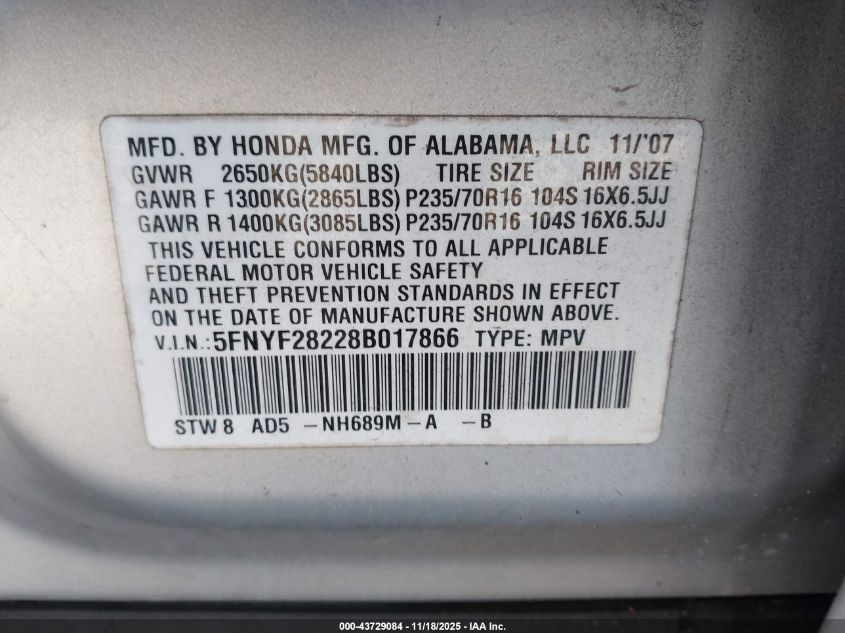 MFD. BY HONDA MFG. OF ALABAMA, LLC 11/'07
GVWR 2650KG(5840LBS) TIRE SIZE RIM SIZE
GAWR F 1300KG(2865LBS) P235/70R16 104S 16X6.5JJ
GAWR R 1400KG(3085LBS) P235/70R16 104S 16X6.5JJ
THIS VEHICLE CONFORMS TO ALL APPLICABLE
FEDERAL MOTOR VEHICLE SAFETY
AND THEFT PREVENTION STANDARDS IN EFFECT
ON THE DATE OF MANUFACTURE SHOWN ABOVE.
V.I.N.: 5FNYF28228B017866 TYPE: MPV
STW 8 AD5 -NH689M-A -B
000-43729084 - 11/18/2025 - IAA Inc.